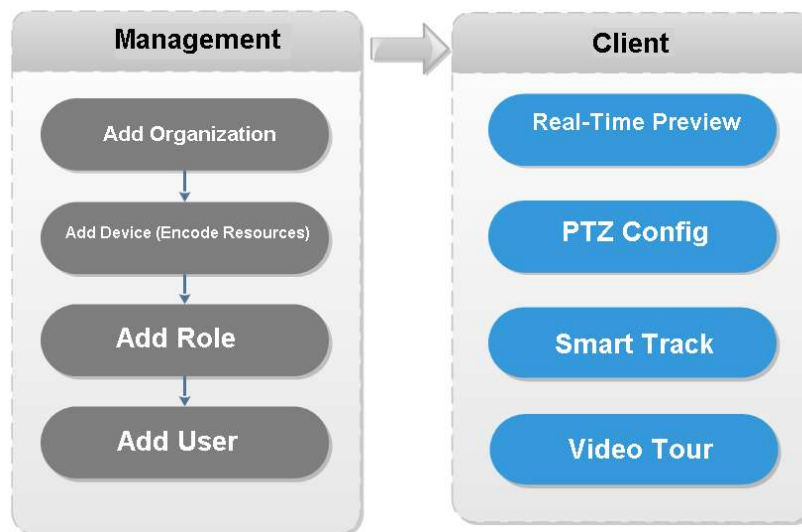 Management
Add Organization
Add Device (Encode Resources)
Add Role
Add User
Client
Real-Time Preview
PTZ Config
Smart Track
Video Tour